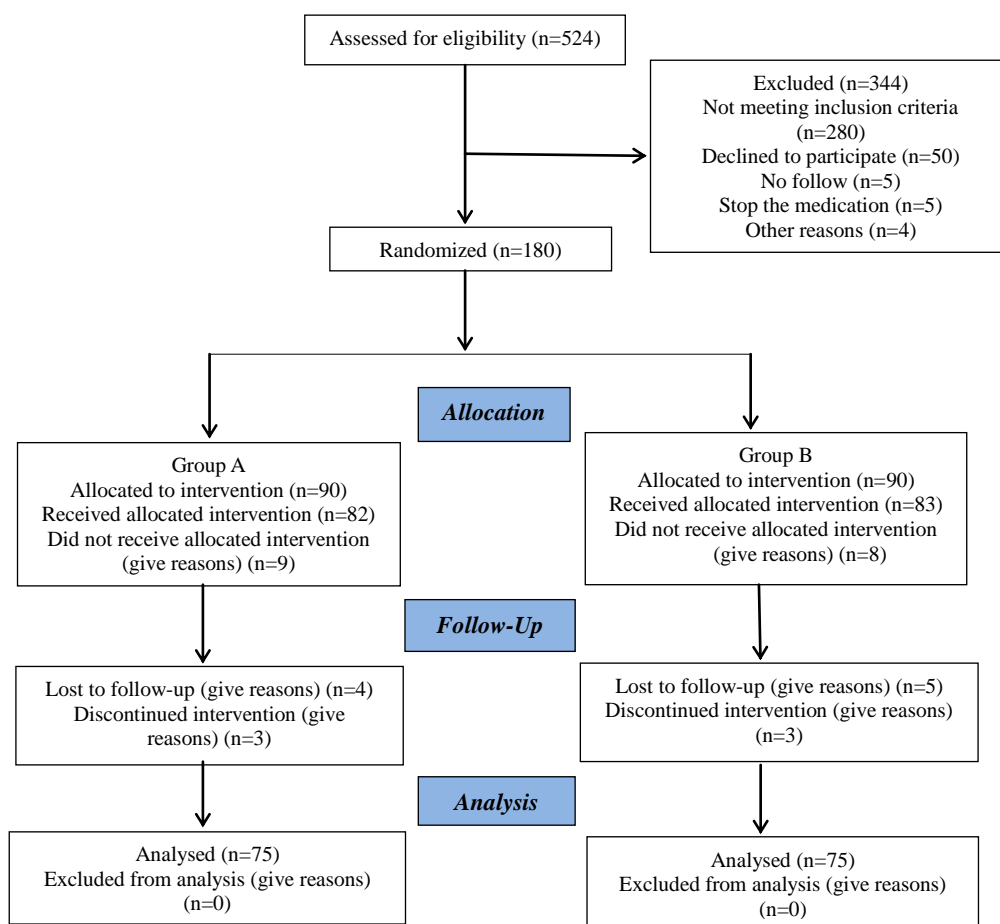 Assessed for eligibility (n=524)
Excluded (n=344)
Not meeting inclusion criteria
(n=280)
Declined to participate (n=50)
No follow (n=5)
Stop the medication (n=5)
Other reasons (n=4)
Randomized (n=180)
Allocation
Group A
Allocated to intervention (n=90)
Received allocated intervention (n=82)
Did not receive allocated intervention
(give reasons) (n=9)
Group B
Allocated to intervention (n=90)
Received allocated intervention (n=83)
Did not receive allocated intervention
(give reasons) (n=8)
Follow-Up
Lost to follow-up (give reasons) (n=4)
Discontinued intervention (give
reasons) (n=3)
Lost to follow-up (give reasons) (n=5)
Discontinued intervention (give reasons)
(n=3)
Analysis
Analysed (n=75)
Excluded from analysis (give reasons)
(n=0)
Analysed (n=75)
Excluded from analysis (give reasons)
(n=0)